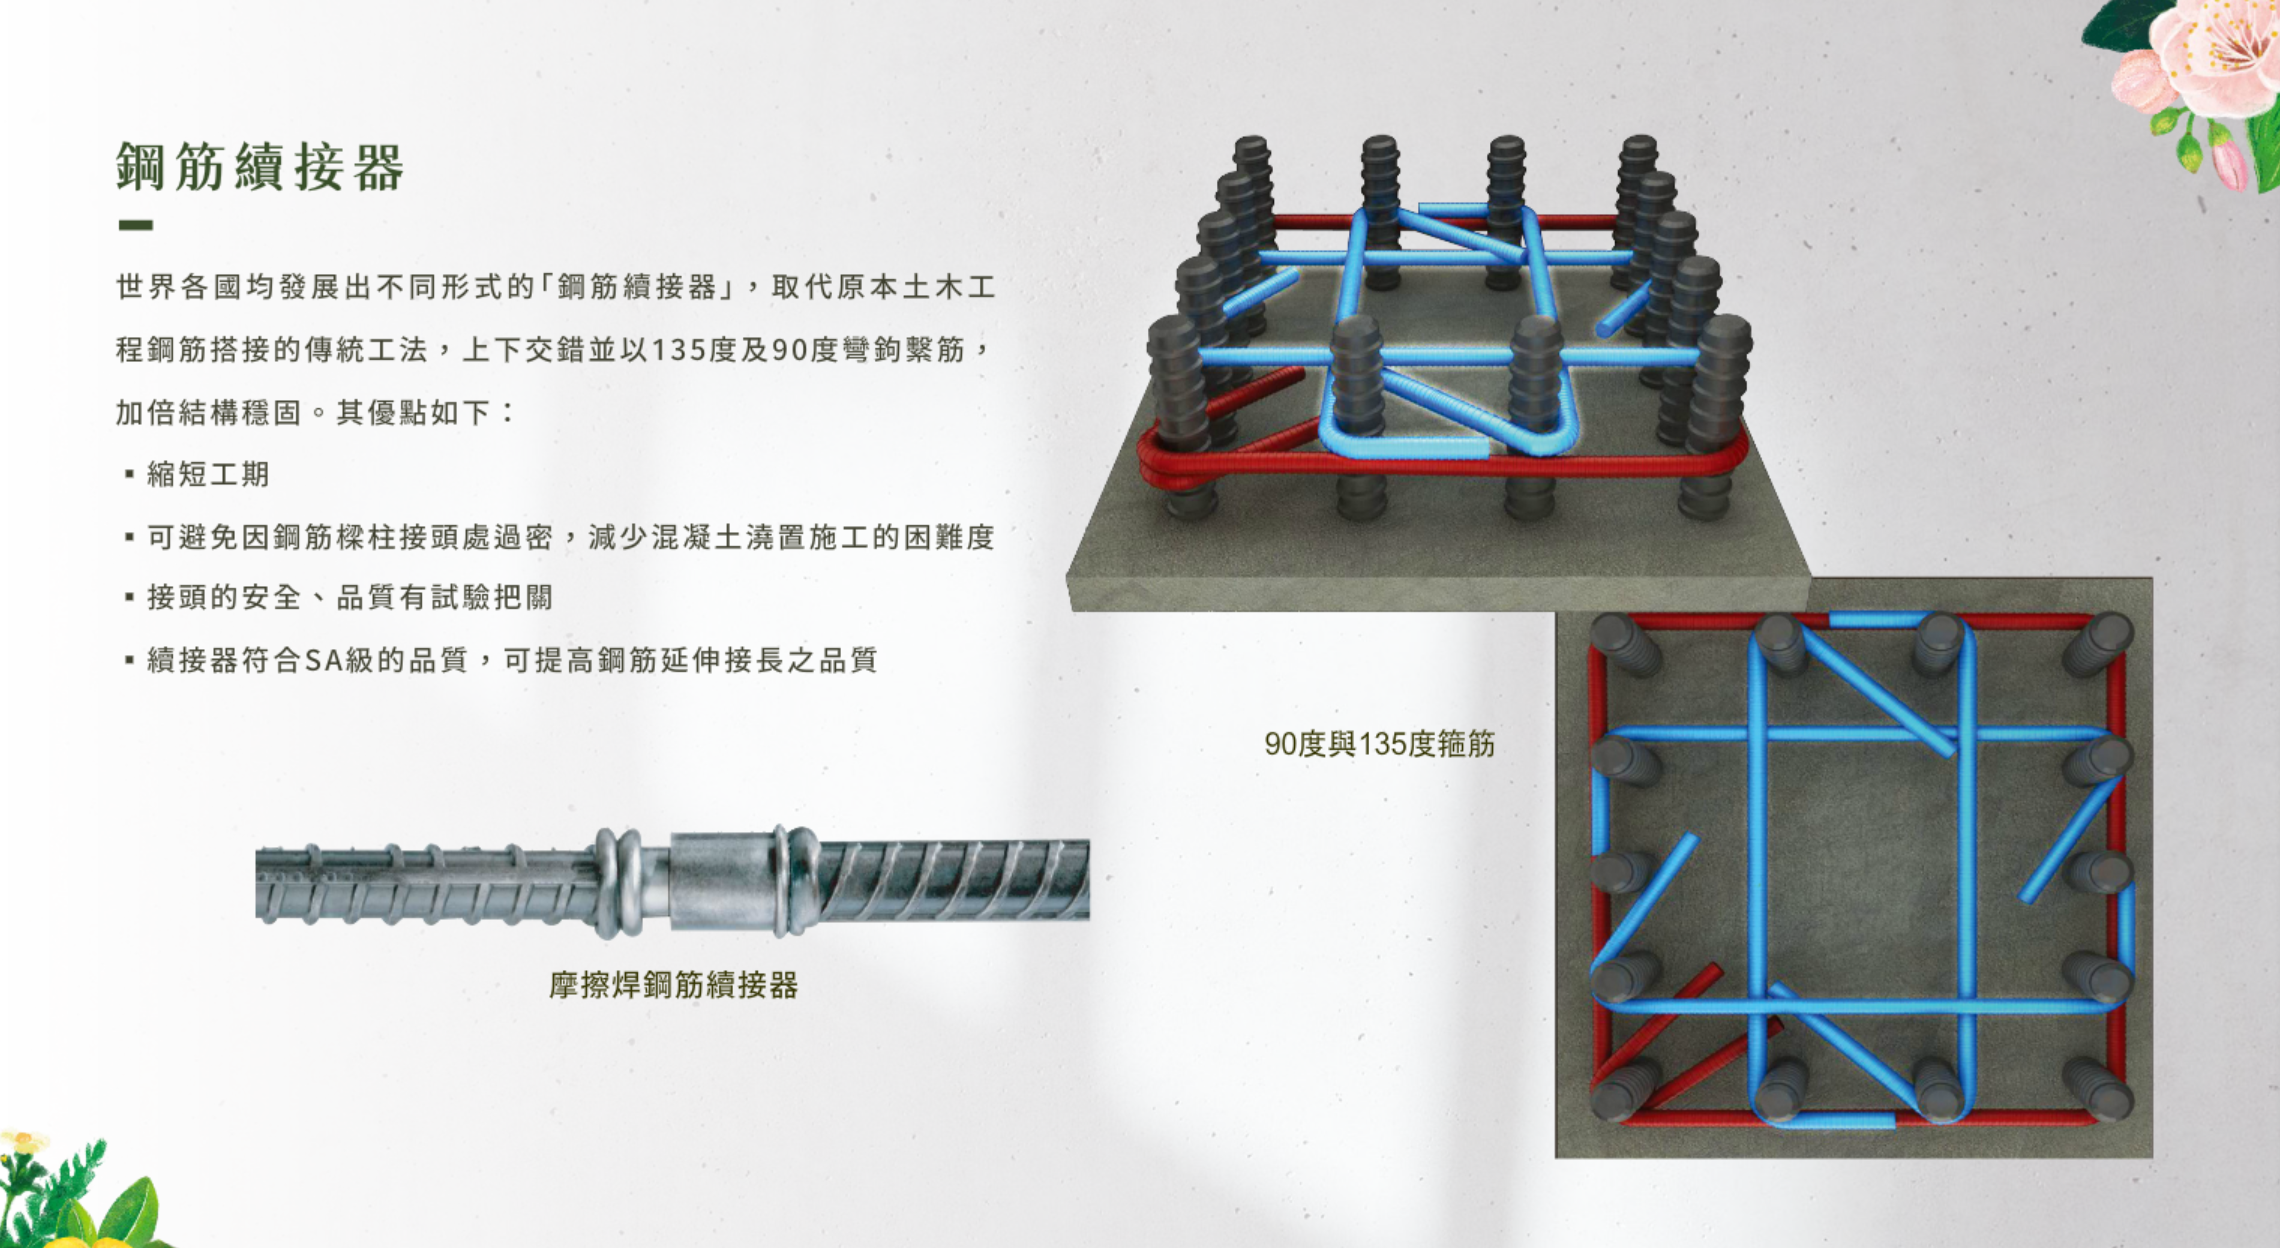 鋼筋續接器
世界各國均發展出不同形式的「鋼筋續接器」，取代原本土木工
程鋼筋搭接的傳統工法，上下交錯並以135度及90度彎鉤繫筋，
加倍結構穩固。其優點如下：
▪縮短工期
▪可避免因鋼筋樑柱接頭處過密，減少混凝土澆置施工的困難度
▪接頭的安全、品質有試驗把關
▪續接器符合SA級的品質，可提高鋼筋延伸接長之品質
90度與135度箍筋
摩擦焊鋼筋續接器